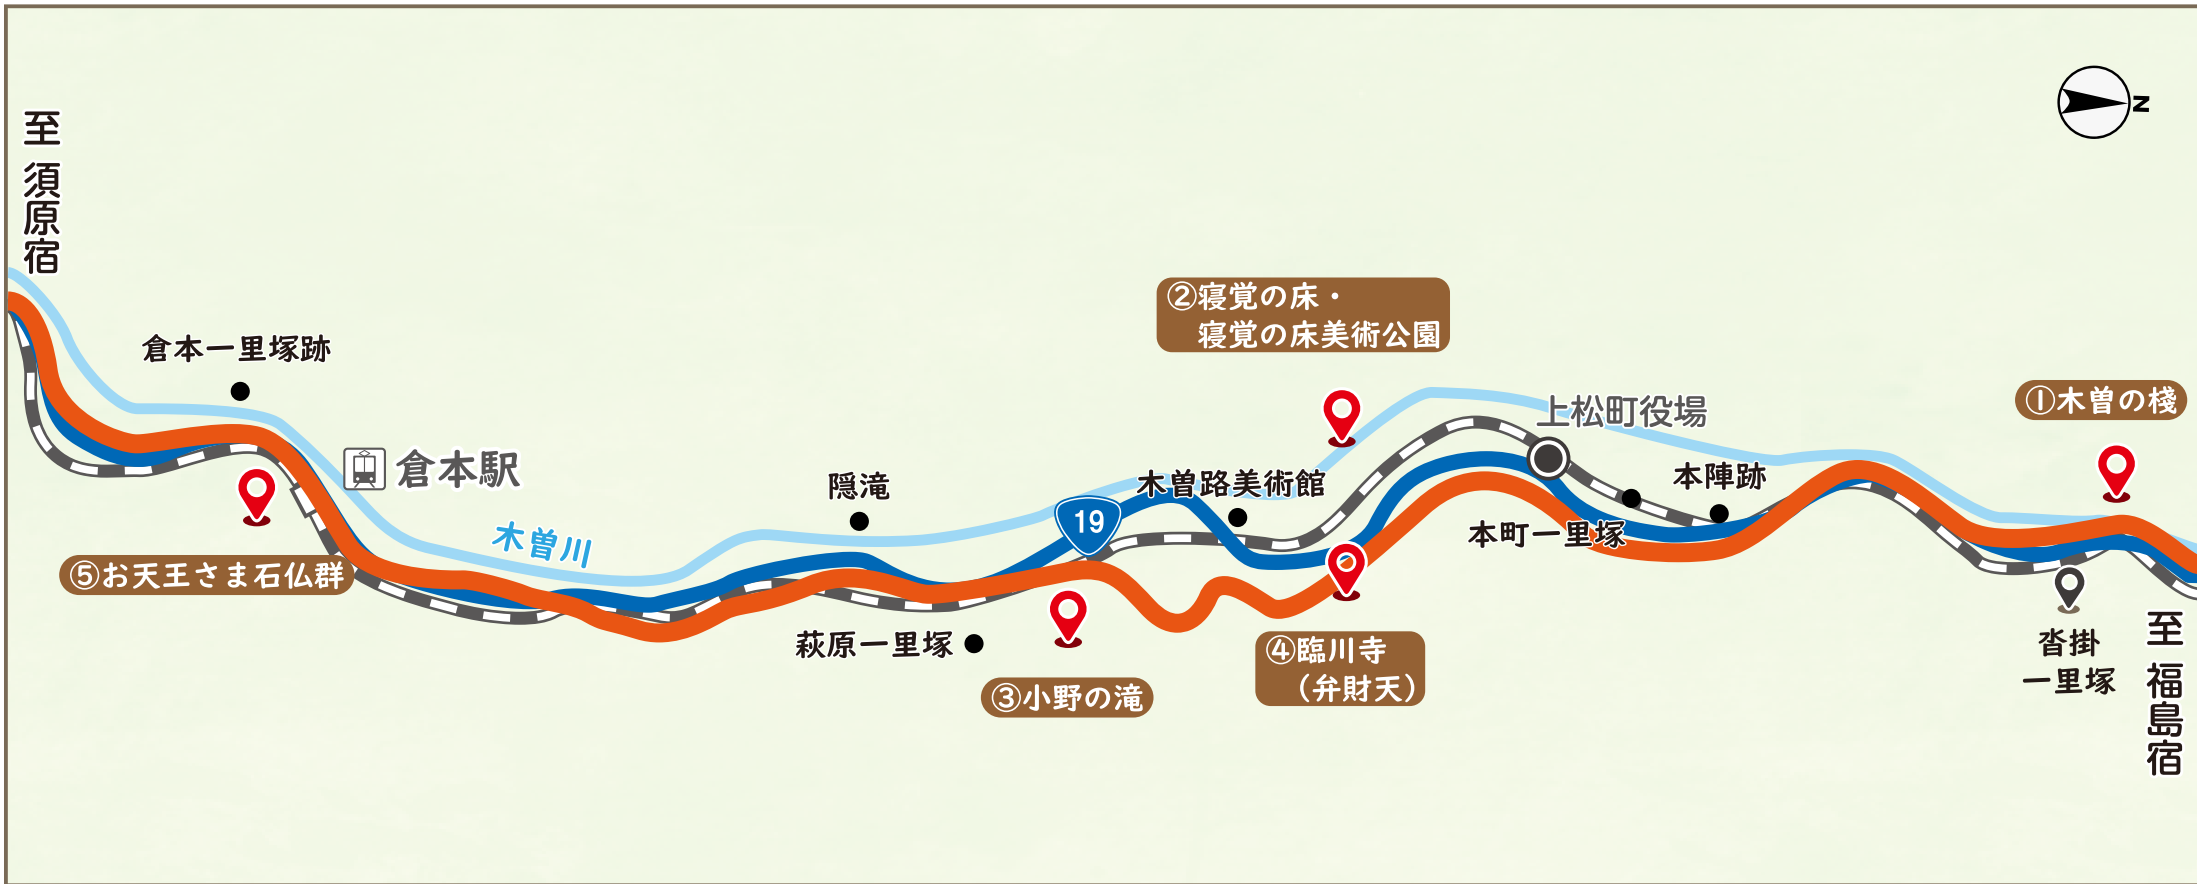 至 須原宿
倉本一里塚跡
倉本駅
⑤お天王さま石仏群
木曽川
隠滝
萩原一里塚
19
③小野の滝
②寝覚の床・
寝覚の床美術公園
木曽路美術館
④臨川寺
（弁財天）
上松町役場
本町一里塚
本陣跡
N
①木曽の棧
沓掛
一里塚
至 福島宿